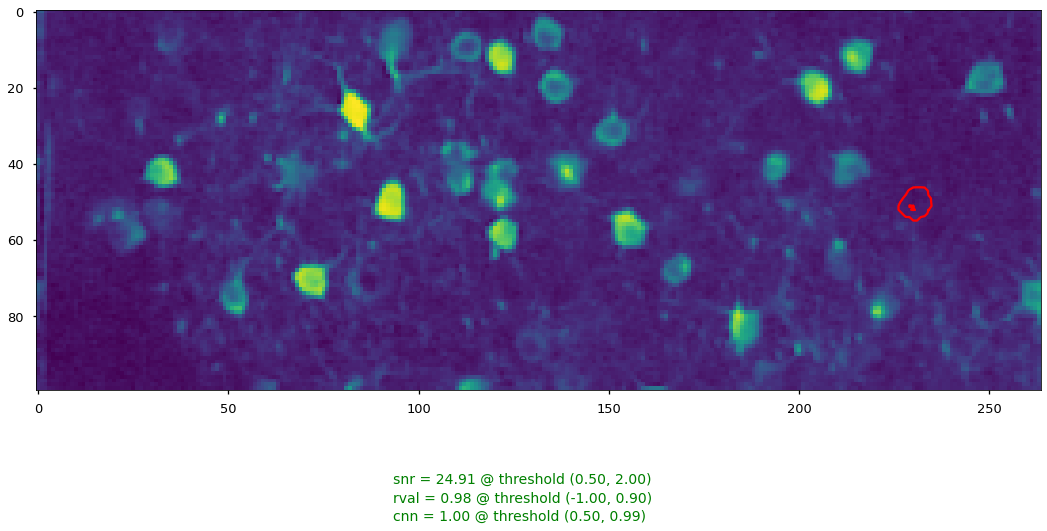 0
20
40
60
80
0 50 100 150 200 250
snr = 24.91 @ threshold (0.50, 2.00)
rval = 0.98 @ threshold (-1.00, 0.90)
cnn = 1.00 @ threshold (0.50, 0.99)